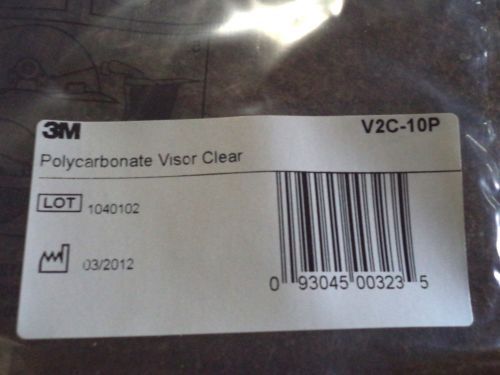 3M
V2C-10P
Polycarbonate Visor Clear
LOT 1040102
03/2012
0 93045 00323 5